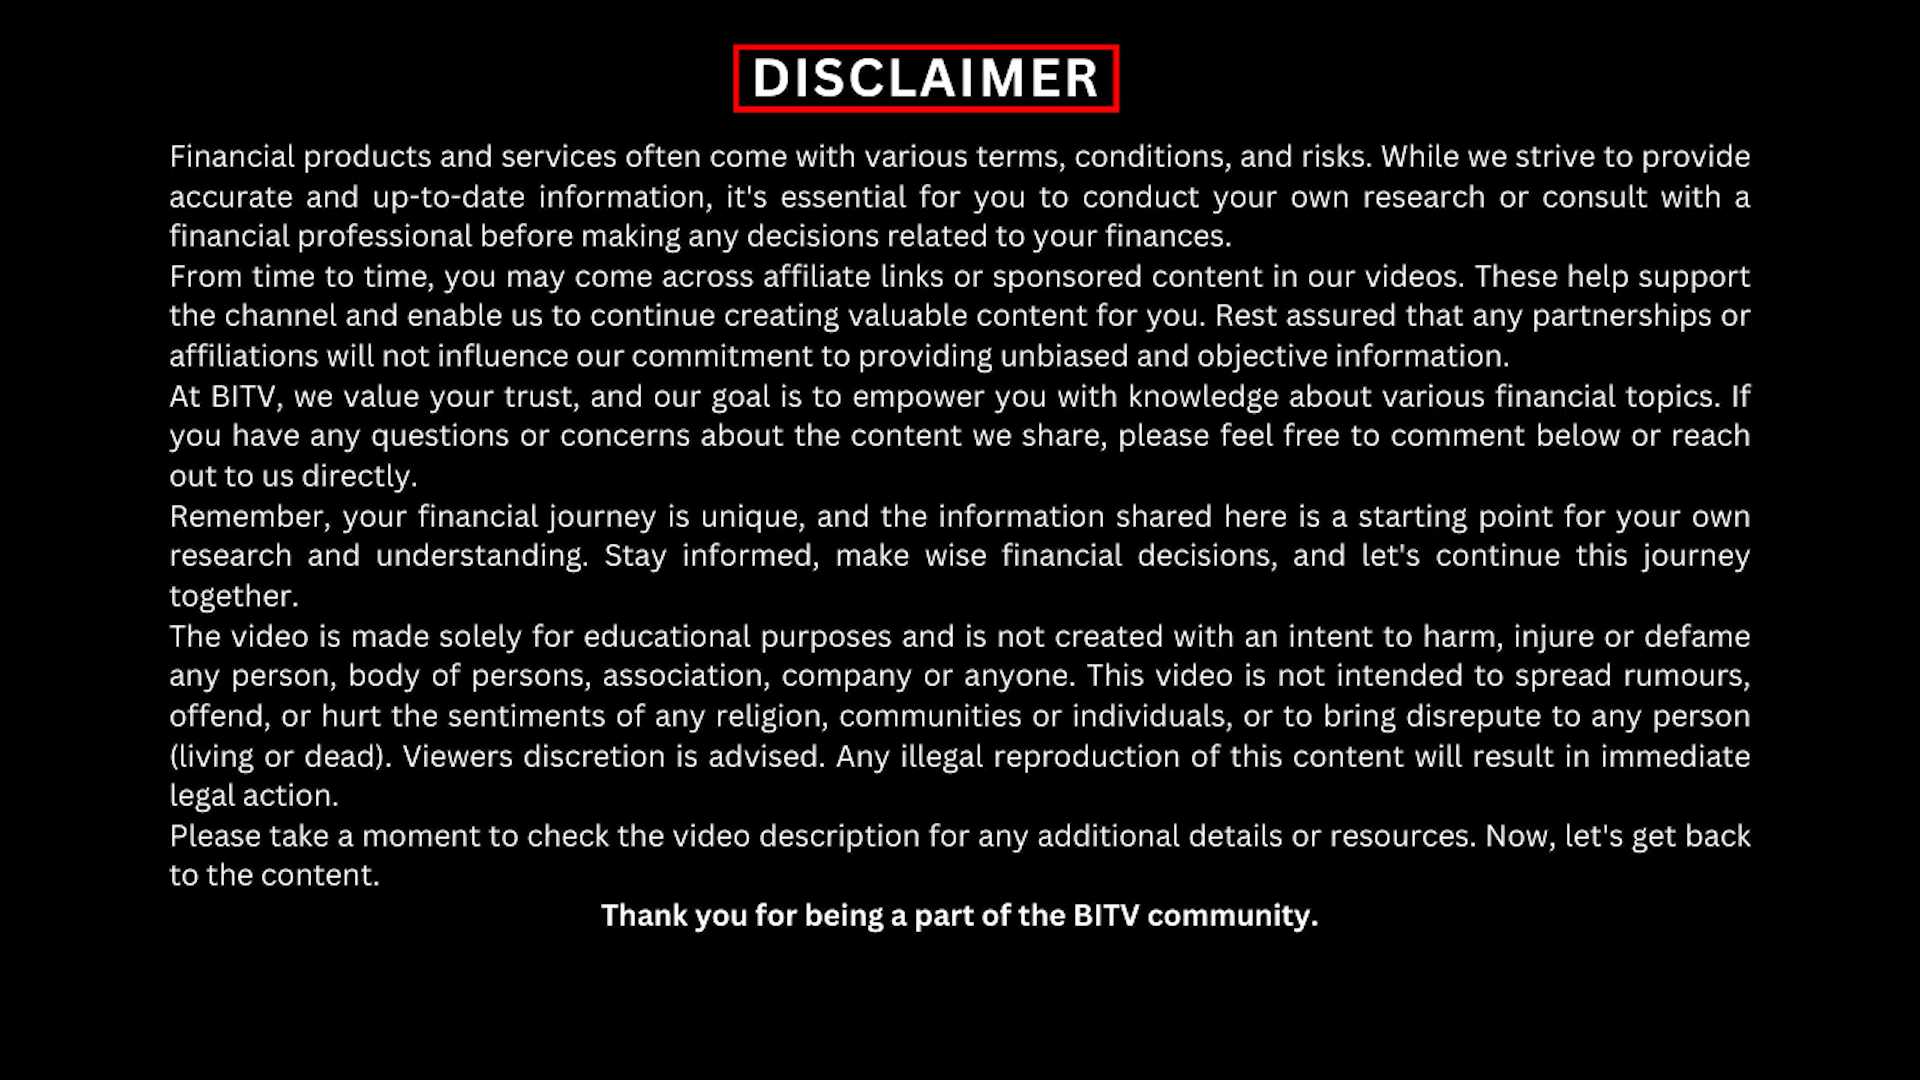 DISCLAIMER
Financial products and services often come with various terms, conditions, and risks. While we strive to provide
accurate and up-to-date information, it's essential for you to conduct your own research or consult with a
financial professional before making any decisions related to your finances.
From time to time, you may come across affiliate links or sponsored content in our videos. These help support
the channel and enable us to continue creating valuable content for you. Rest assured that any partnerships or
affiliations will not influence our commitment to providing unbiased and objective information.
At BITV, we value your trust, and our goal is to empower you with knowledge about various financial topics. If
you have any questions or concerns about the content we share, please feel free to comment below or reach
out to us directly.
Remember, your financial journey is unique, and the information shared here is a starting point for your own
research and understanding. Stay informed, make wise financial decisions, and let's continue this journey
together.
The video is made solely for educational purposes and is not created with an intent to harm, injure or defame
any person, body of persons, association, company or anyone. This video is not intended to spread rumours,
offend, or hurt the sentiments of any religion, communities or individuals, or to bring disrepute to any person
(living or dead). Viewers discretion is advised. Any illegal reproduction of this content will result in immediate
legal action.
Please take a moment to check the video description for any additional details or resources. Now, let's get back
to the content.
Thank you for being a part of the BITV community.